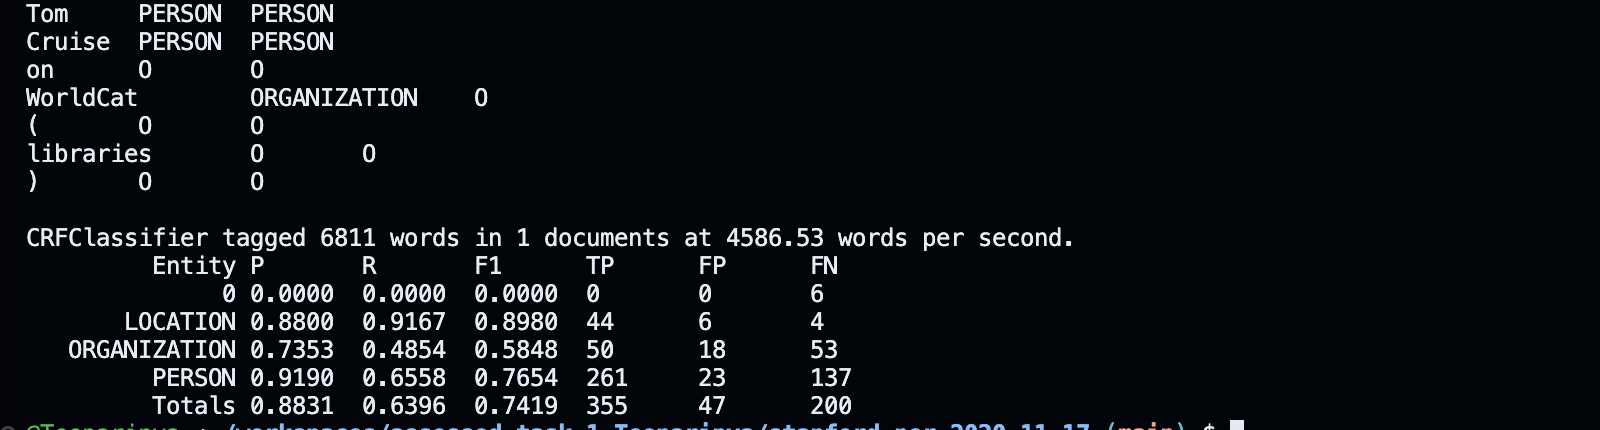 Tom PERSON PERSON
Cruise PERSON PERSON
on O O
WorldCat ORGANIZATION O
( O O
libraries O O
) O O
CRFClassifier tagged 6811 words in 1 documents at 4586.53 words per second.
Entity P R F1 TP FP FN
0 0.0000 0.0000 0.0000 0 0 6
LOCATION 0.8800 0.9167 0.8980 44 6 4
ORGANIZATION 0.7353 0.4854 0.5848 50 18 53
PERSON 0.9190 0.6558 0.7654 261 23 137
Totals 0.8831 0.6396 0.7419 355 47 200